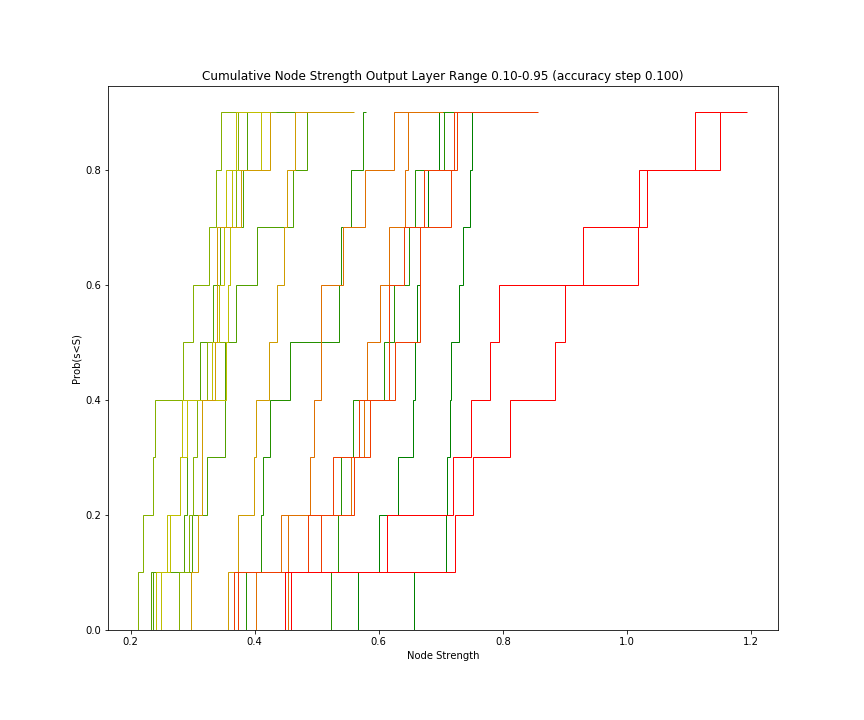 Cumulative Node Strength Output Layer Range 0.10-0.95 (accuracy step 0.100)
0.8
0.6
Prob(s<S)
0.4
0.2
0.0
0.2 0.4 0.6 0.8 1.0 1.2
Node Strength